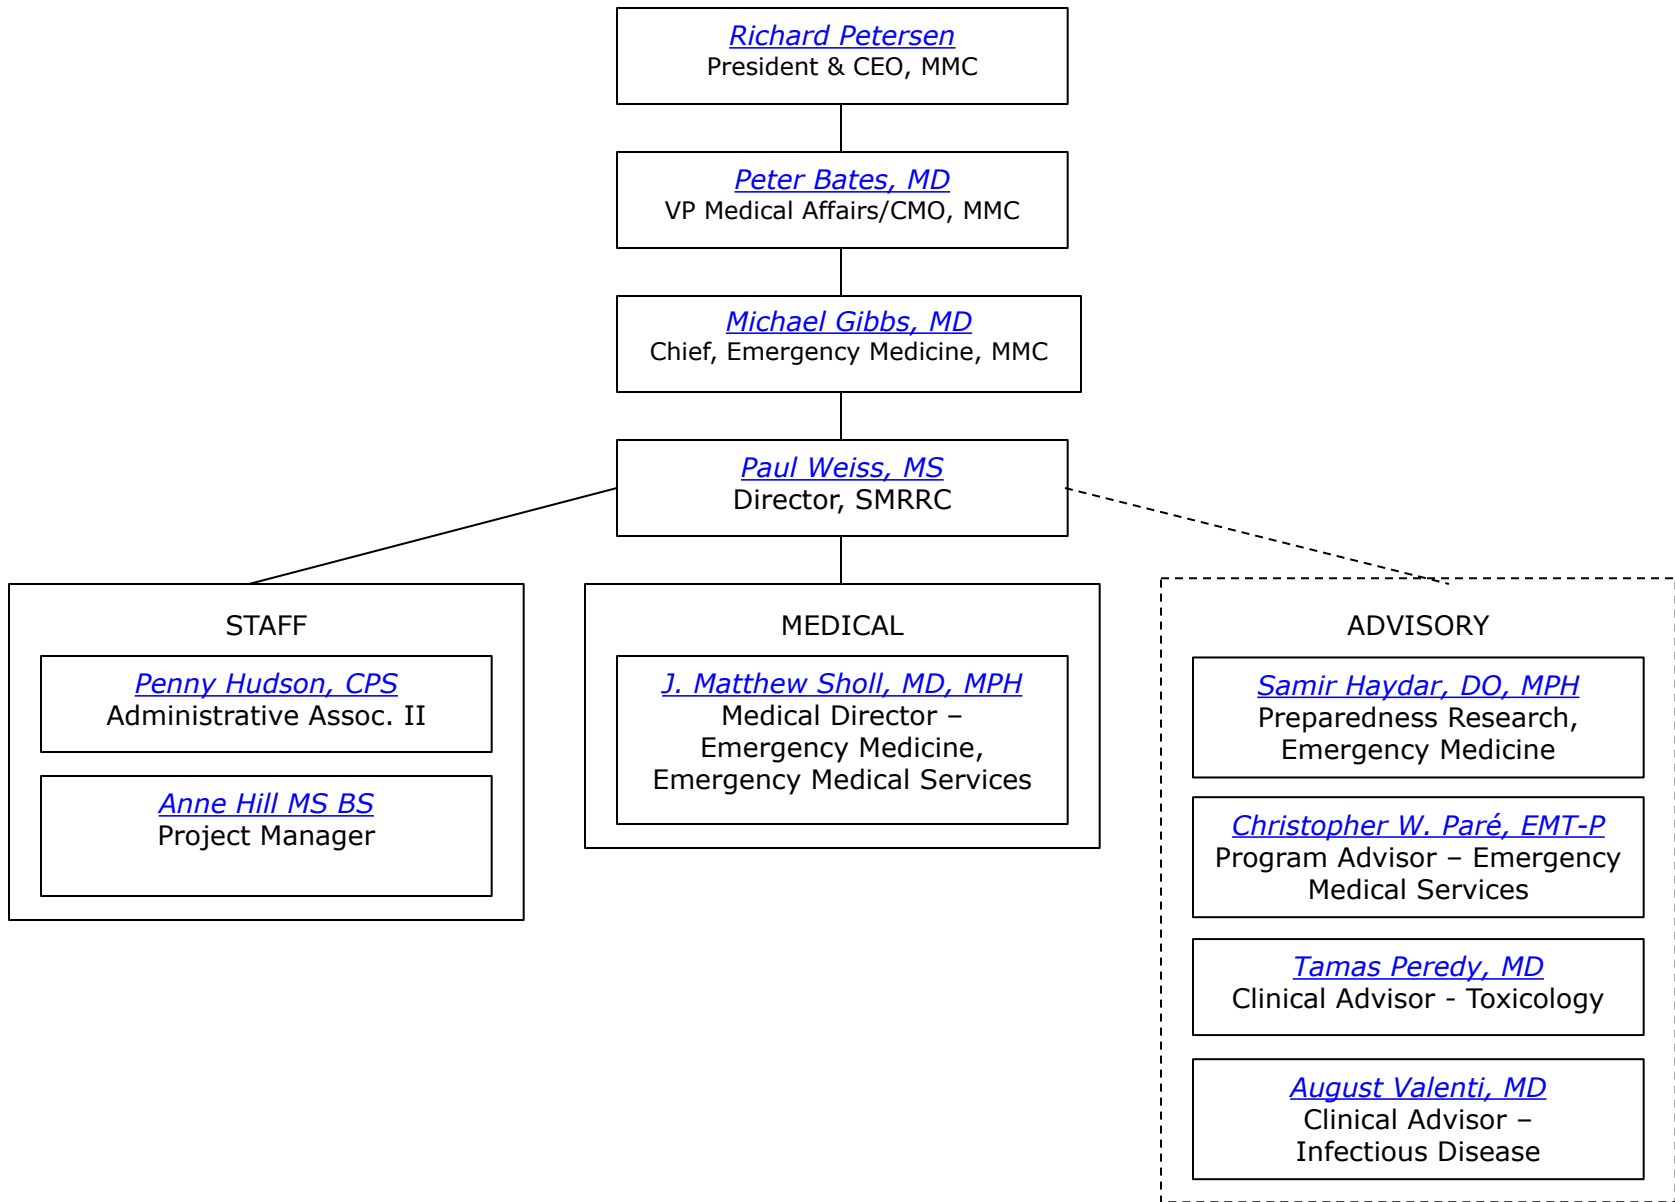 Richard Petersen
President & CEO, MMC
Peter Bates, MD
VP Medical Affairs/CMO, MMC
Michael Gibbs, MD
Chief, Emergency Medicine, MMC
Paul Weiss, MS
Director, SMRRC
STAFF
Penny Hudson, CPS
Administrative Assoc. II
Anne Hill MS BS
Project Manager
MEDICAL
J. Matthew Sholl, MD, MPH
Medical Director –
Emergency Medicine,
Emergency Medical Services
ADVISORY
Samir Haydar, DO, MPH
Preparedness Research,
Emergency Medicine
Christopher W. Paré, EMT-P
Program Advisor – Emergency
Medical Services
Tamas Peredy, MD
Clinical Advisor - Toxicology
August Valenti, MD
Clinical Advisor –
Infectious Disease